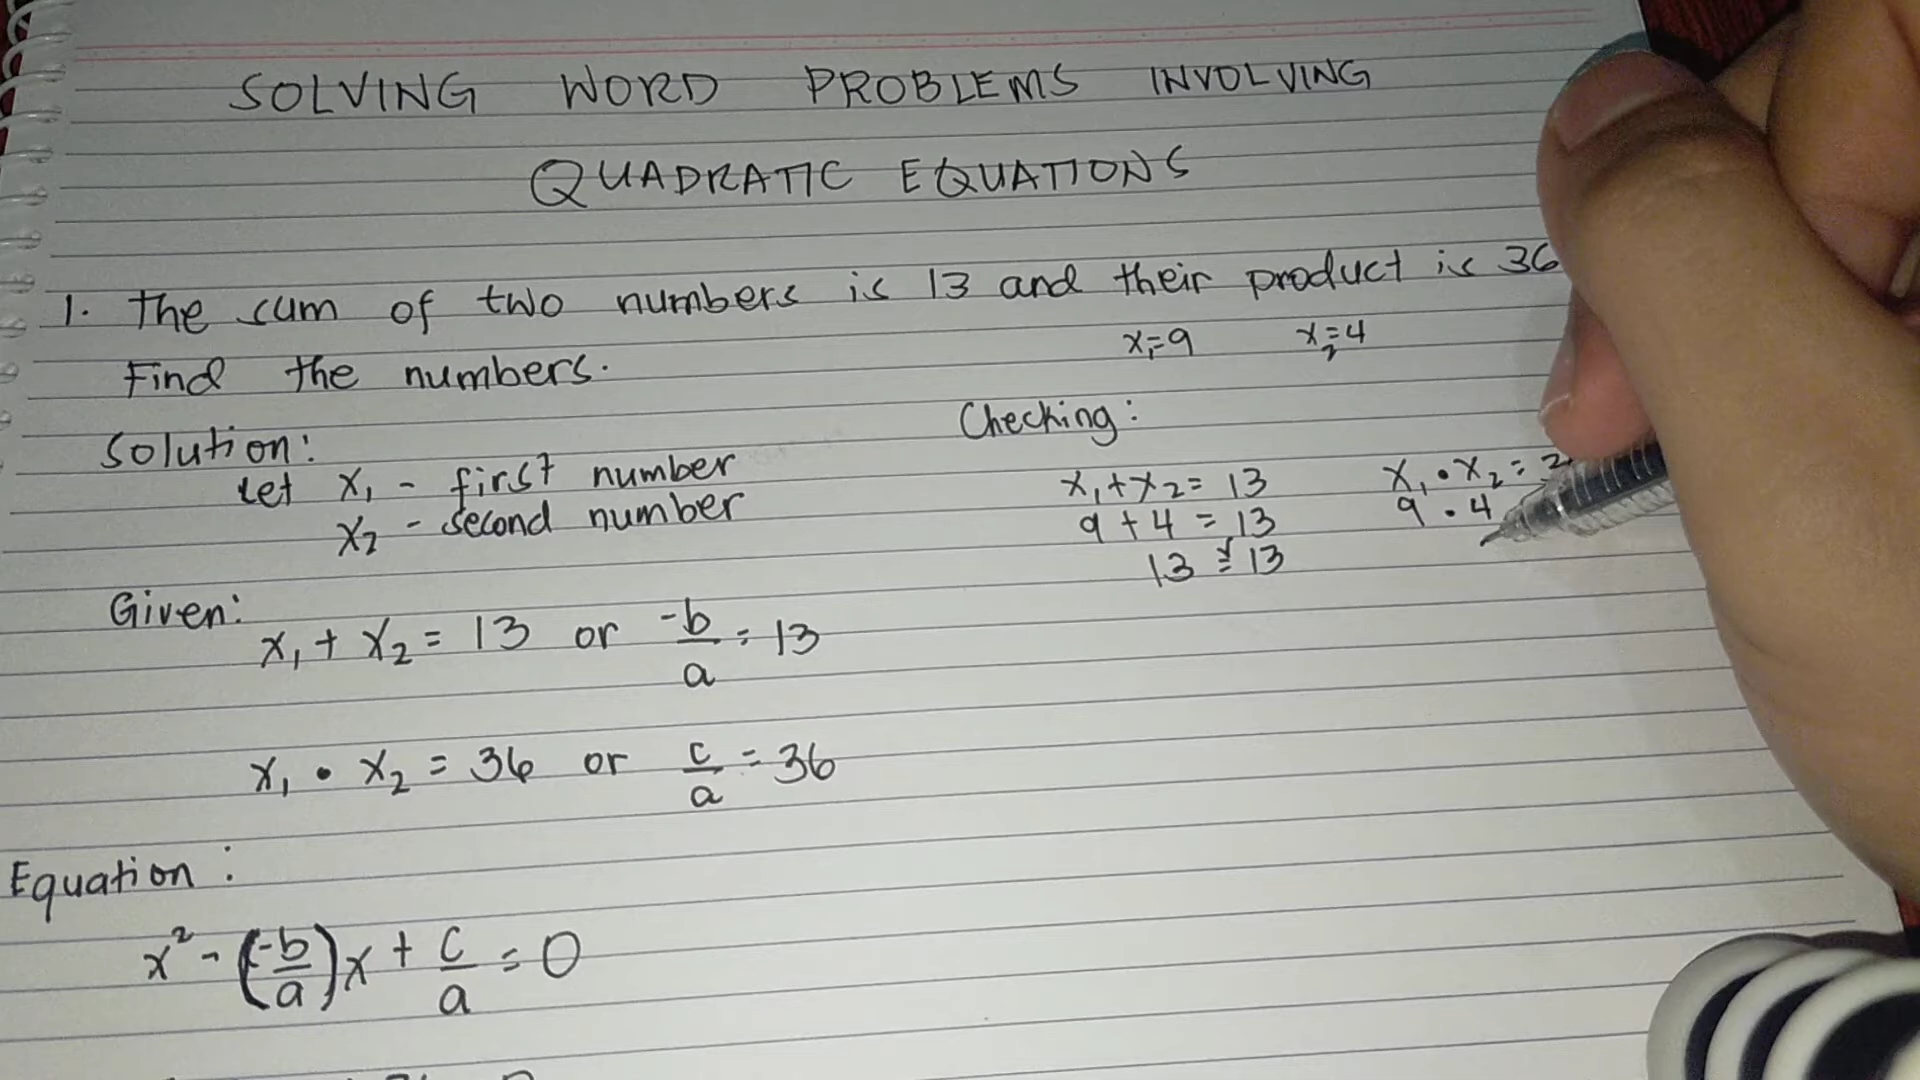 SOLVING WORD PROBLEMS INVOLVING
QUADRATIC EQUATIONS
1. The sum of two numbers is 13 and their product is 36
Find the numbers.
x₁=9 x₂=4
Solution:
Let x₁ - first number
x₂ - second number
Checking:
x₁+x₂= 13
9 + 4 = 13
13 ≟ 13
x₁ • x₂ =
9 • 4
Given:
x₁ + x₂ = 13 or -b/a = 13
x₁ • x₂ = 36 or c/a = 36
Equation:
x² - (-b/a)x + c/a = 0